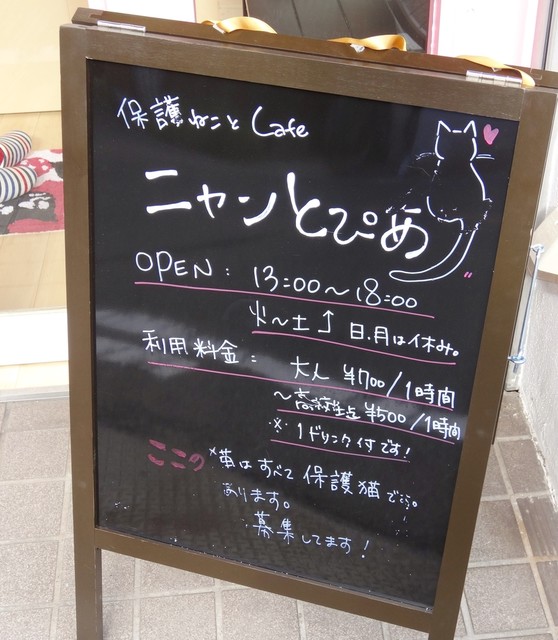 保護ねこと Cafe
ニャンとぴめ
OPEN: 13:00〜18:00
火〜土 ↑ 日.月は休み。
利用料金: 大人 ¥700/1時間
〜高校生 ¥500/1時間
※1ドリンク付です!
ここの猫はすべて保護猫で
あります。
募集してます!